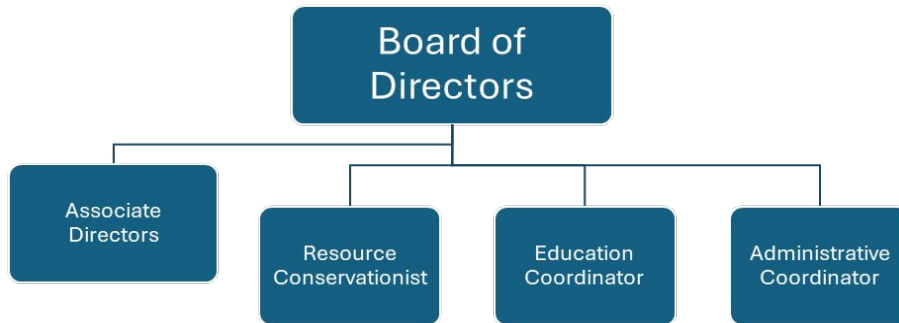 Board of
Directors
Associate
Directors
Resource
Conservationist
Education
Coordinator
Administrative
Coordinator